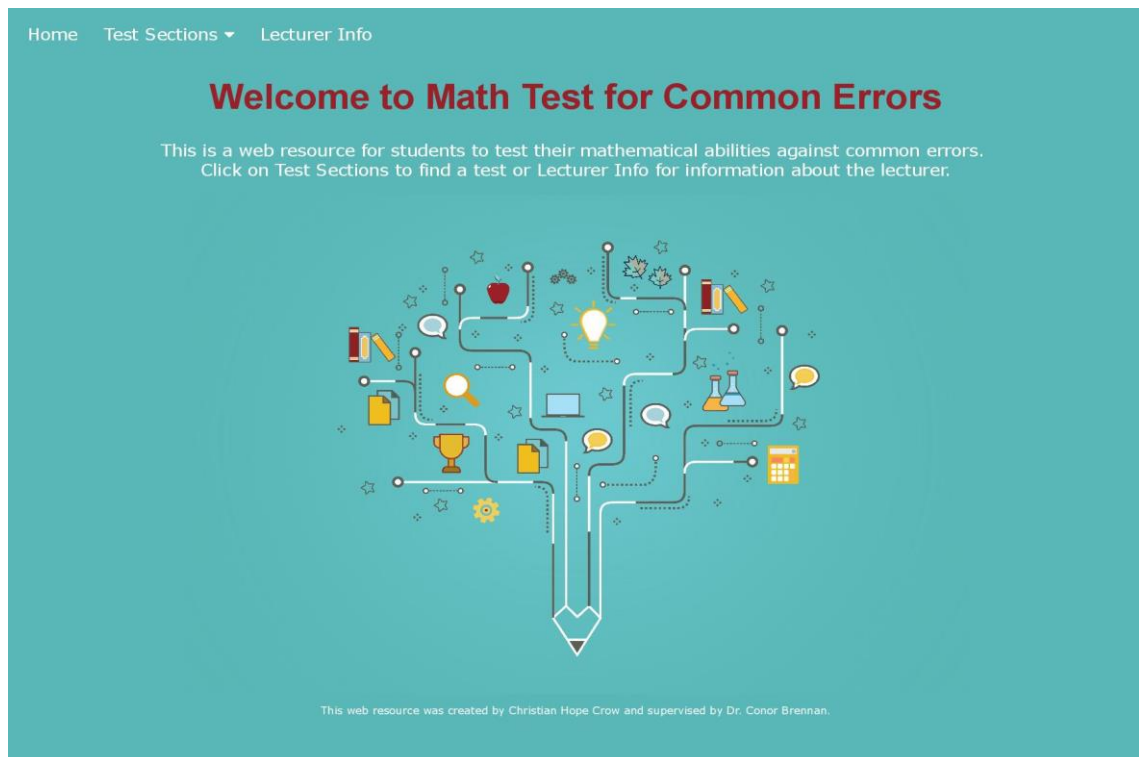 Home Test Sections Lecturer Info
Welcome to Math Test for Common Errors
This is a web resource for students to test their mathematical abilities against common errors.
Click on Test Sections to find a test or Lecturer Info for information about the lecturer.
This web resource was created by Christian Hope Crow and supervised by Dr. Conor Brennan.